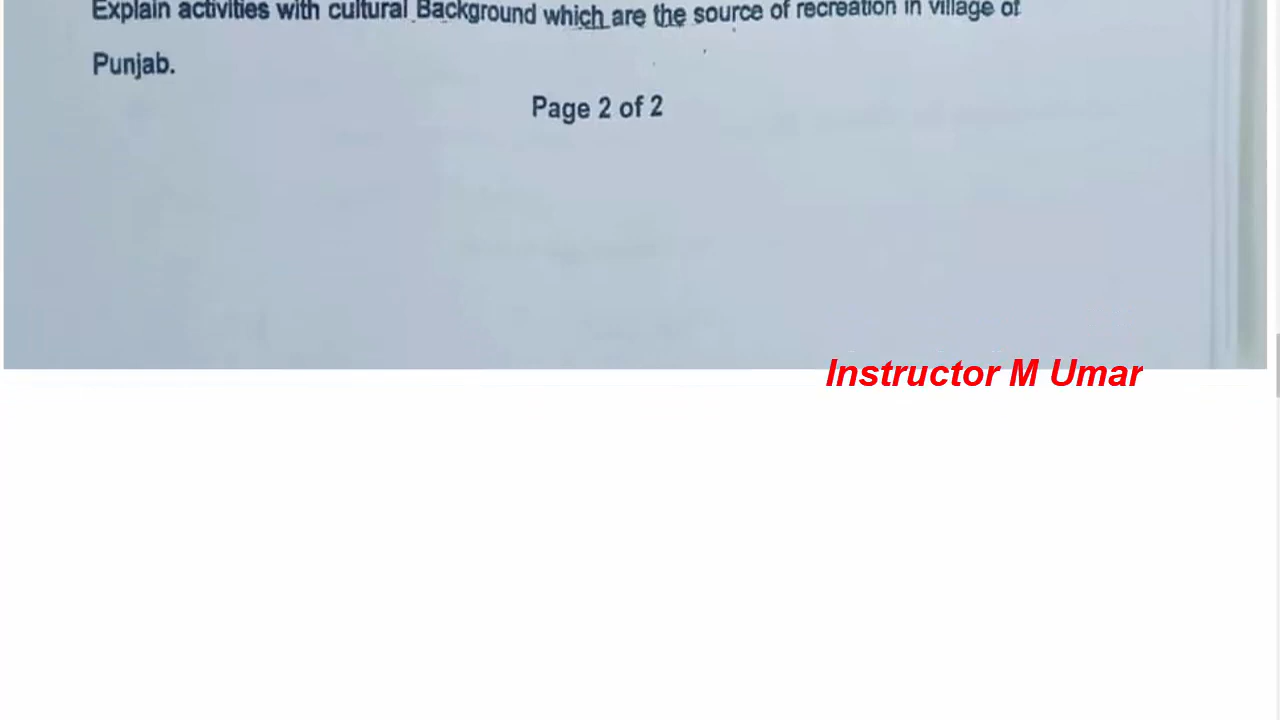 Explain activities with cultural Background which are the source of recreation in village of
Punjab.
Page 2 of 2
Instructor M Umar